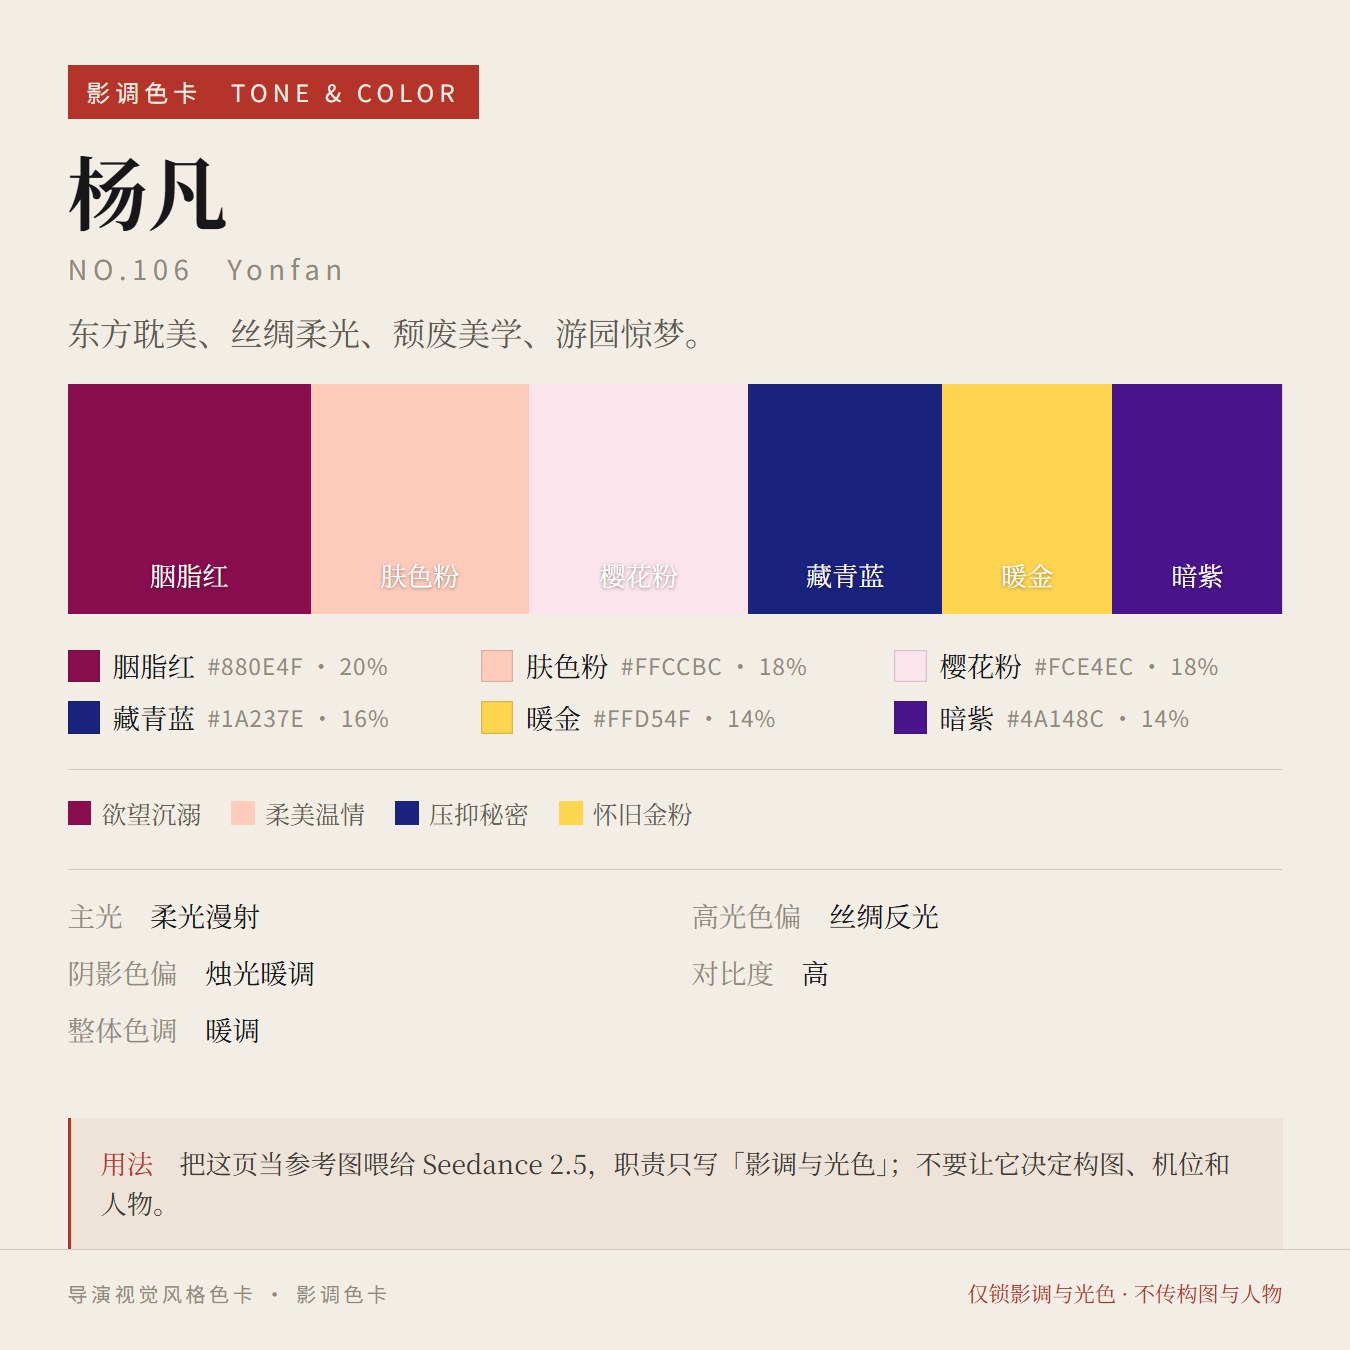 影调色卡 TONE & COLOR
杨凡
NO.106 Yonfan
东方耽美、丝绸柔光、颓废美学、游园惊梦。
胭脂红 肤色粉 樱花粉 藏青蓝 暖金 暗紫
胭脂红 #880E4F · 20% 肤色粉 #FFCCBC · 18% 樱花粉 #FCE4EC · 18%
藏青蓝 #1A237E · 16% 暖金 #FFD54F · 14% 暗紫 #4A148C · 14%
欲望沉溺 柔美温情 压抑秘密 怀旧金粉
主光 柔光漫射 高光色偏 丝绸反光
阴影色偏 烛光暖调 对比度 高
整体色调 暖调
用法 把这页当参考图喂给 Seedance 2.5，职责只写「影调与光色」；不要让它决定构图、机位和
人物。
导演视觉风格色卡 · 影调色卡 仅锁影调与光色 · 不传构图与人物